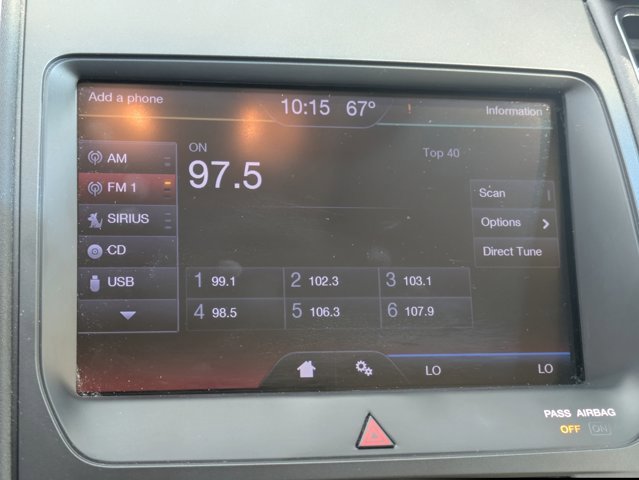 Add a phone
10:15 67°
Information
AM
FM 1
SIRIUS
CD
USB
ON
97.5
Top 40
Scan
Options
Direct Tune
1 99.1 2 102.3 3 103.1
4 98.5 5 106.3 6 107.9
LO LO
PASS AIRBAG
OFF ON